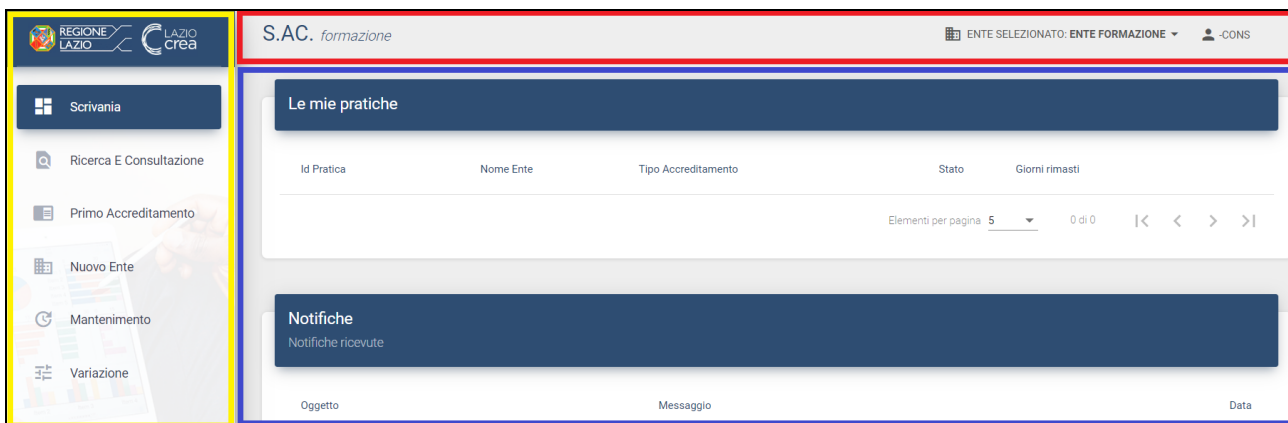 REGIONE
LAZIO
LAZIO
crea
S.AC. formazione
ENTE SELEZIONATO: ENTE FORMAZIONE
-CONS
Scrivania
Ricerca E Consultazione
Primo Accreditamento
Nuovo Ente
Mantenimento
Variazione
Le mie pratiche
Id Pratica Nome Ente Tipo Accreditamento Stato Giorni rimasti
Elementi per pagina 5 0 di 0
Notifiche
Notifiche ricevute
Oggetto Messaggio Data